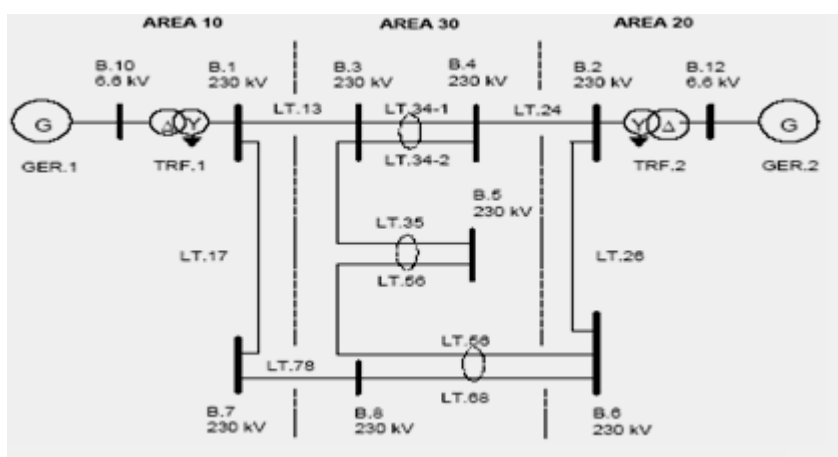 AREA 10
AREA 30
AREA 20
B.10
6.6 kV
B.1
230 kV
B.3
230 kV
B.4
230 kV
B.2
230 kV
B.12
6.6 kV
LT.13
LT.34-1
LT.24
G
Δ
Y
Y
Δ
G
GER.1
TRF.1
LT.34-2
TRF.2
GER.2
B.5
230 kV
LT.35
LT.17
LT.56
LT.26
LT.56
LT.78
LT.68
B.7
230 kV
B.8
230 kV
B.6
230 kV